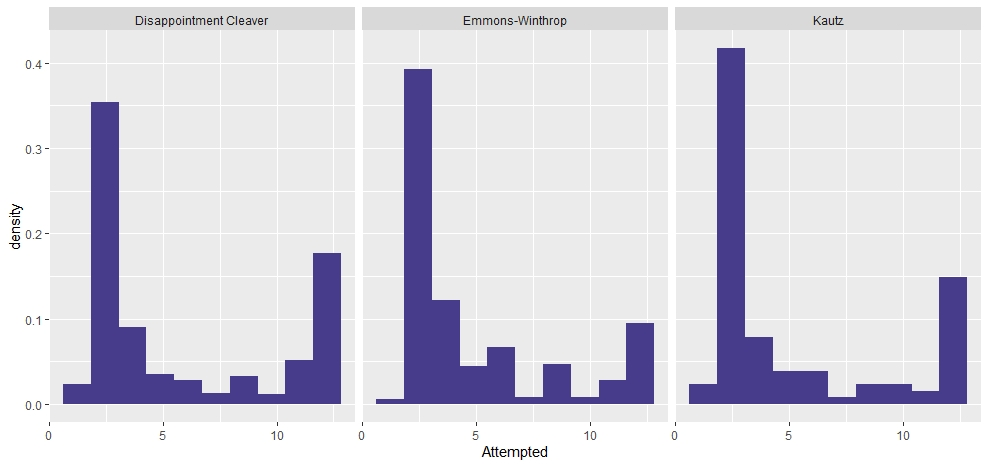 Disappointment Cleaver Emmons-Winthrop Kautz
density
0.4
0.3
0.2
0.1
0.0
0 5 10 0 5 10 0 5 10
Attempted